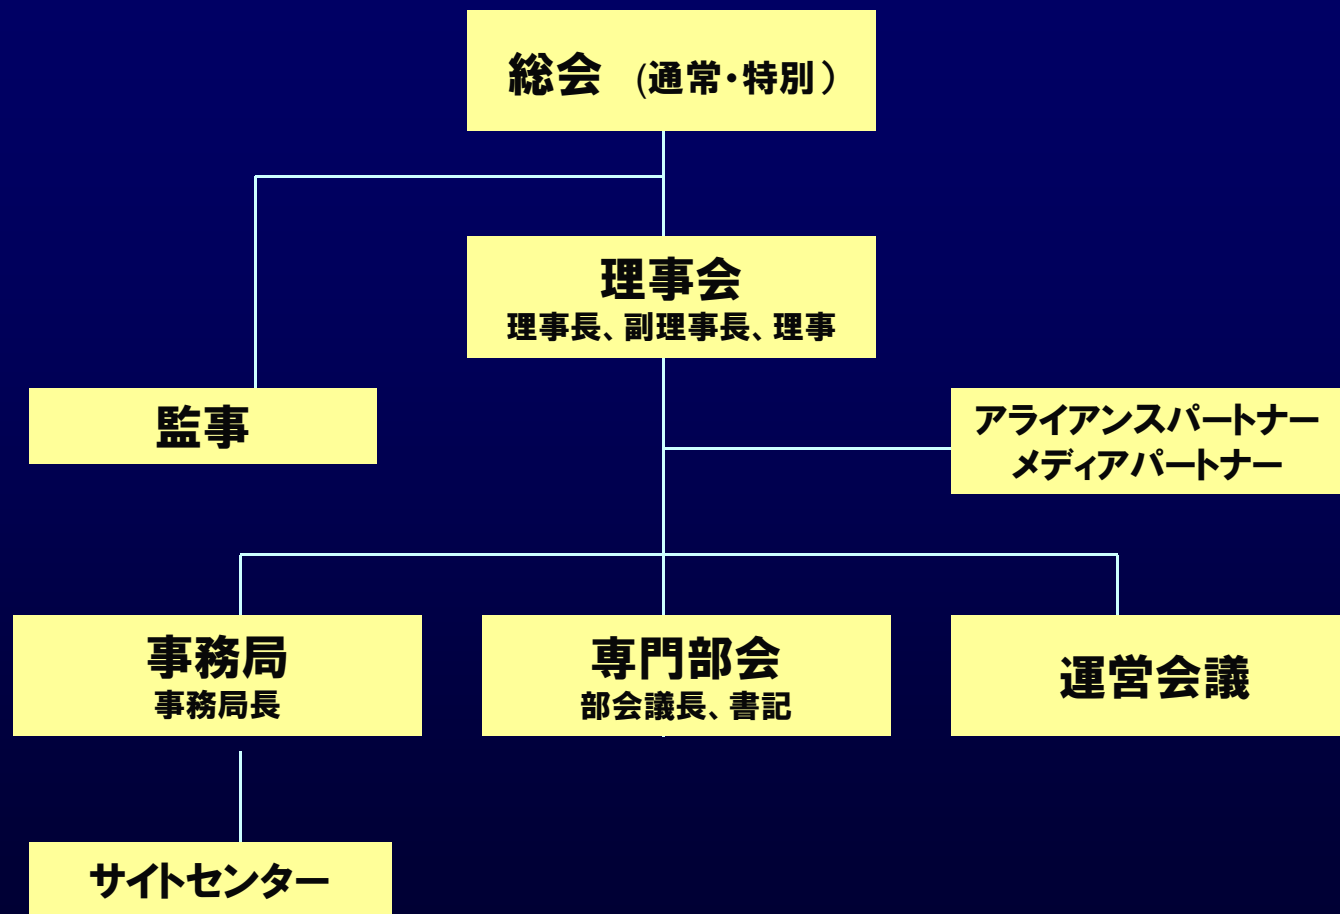 総会 (通常・特別）
理事会
理事長、副理事長、理事
監事
アライアンスパートナー
メディアパートナー
事務局
事務局長
専門部会
部会議長、書記
運営会議
サイトセンター